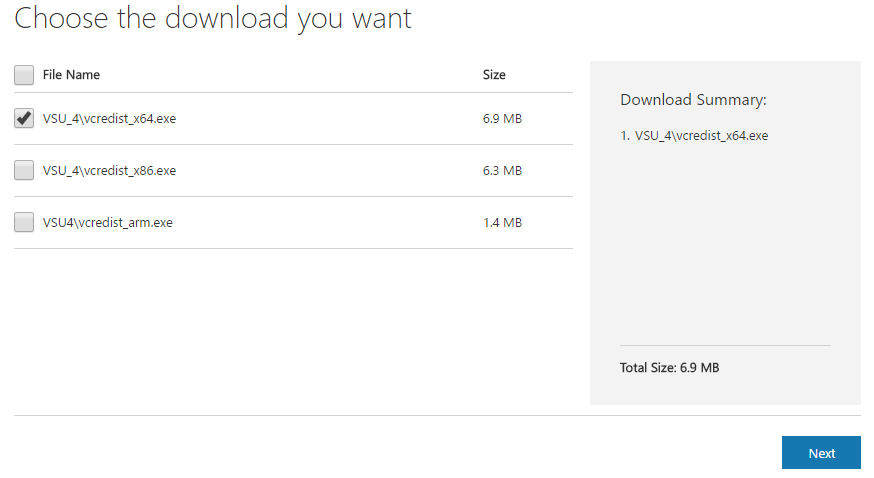 Choose the download you want
File Name Size
VSU_4\vcredist_x64.exe 6.9 MB
VSU_4\vcredist_x86.exe 6.3 MB
VSU4\vcredist_arm.exe 1.4 MB
Download Summary:
1. VSU_4\vcredist_x64.exe
Total Size: 6.9 MB
Next